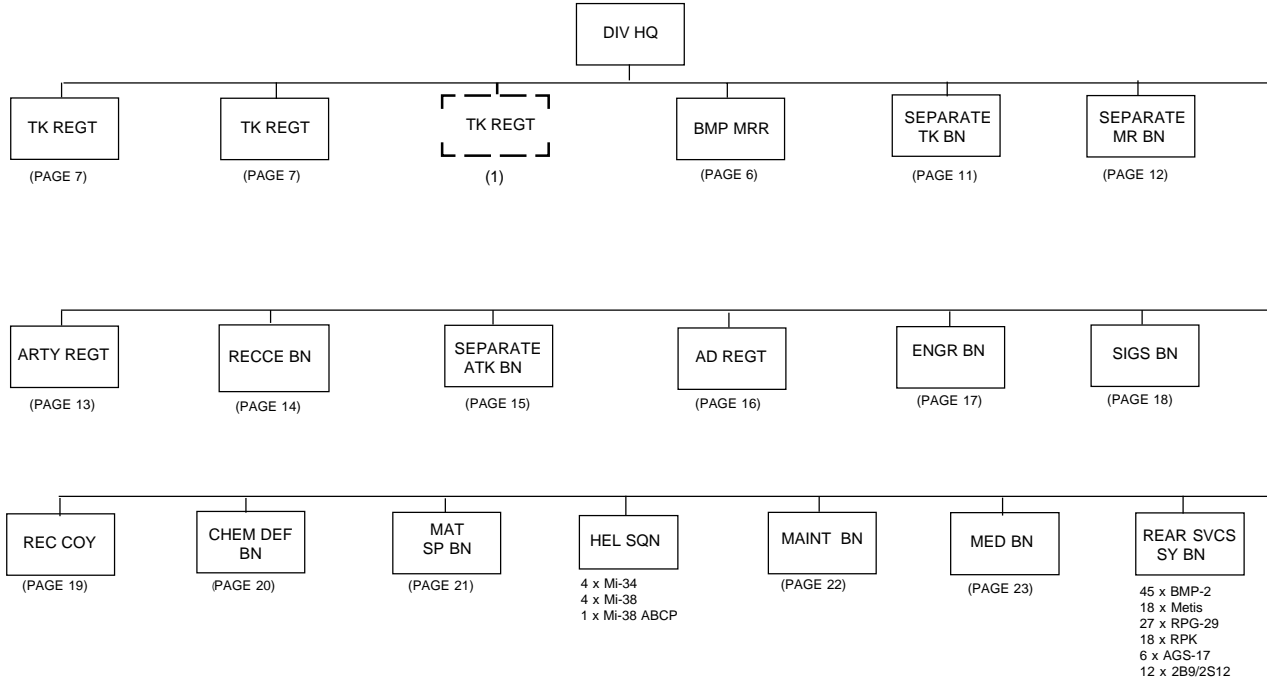 DIV HQ
TK REGT
(PAGE 7)
TK REGT
(PAGE 7)
TK REGT
(1)
BMP MRR
(PAGE 6)
SEPARATE
TK BN
(PAGE 11)
SEPARATE
MR BN
(PAGE 12)
ARTY REGT
(PAGE 13)
RECCE BN
(PAGE 14)
SEPARATE
ATK BN
(PAGE 15)
AD REGT
(PAGE 16)
ENGR BN
(PAGE 17)
SIGS BN
(PAGE 18)
REC COY
(PAGE 19)
CHEM DEF
BN
(PAGE 20)
MAT
SP BN
(PAGE 21)
HEL SQN
4 x Mi-34
4 x Mi-38
1 x Mi-38 ABCP
MAINT BN
(PAGE 22)
MED BN
(PAGE 23)
REAR SVCS
SY BN
45 x BMP-2
18 x Metis
27 x RPG-29
18 x RPK
6 x AGS-17
12 x 2B9/2S12